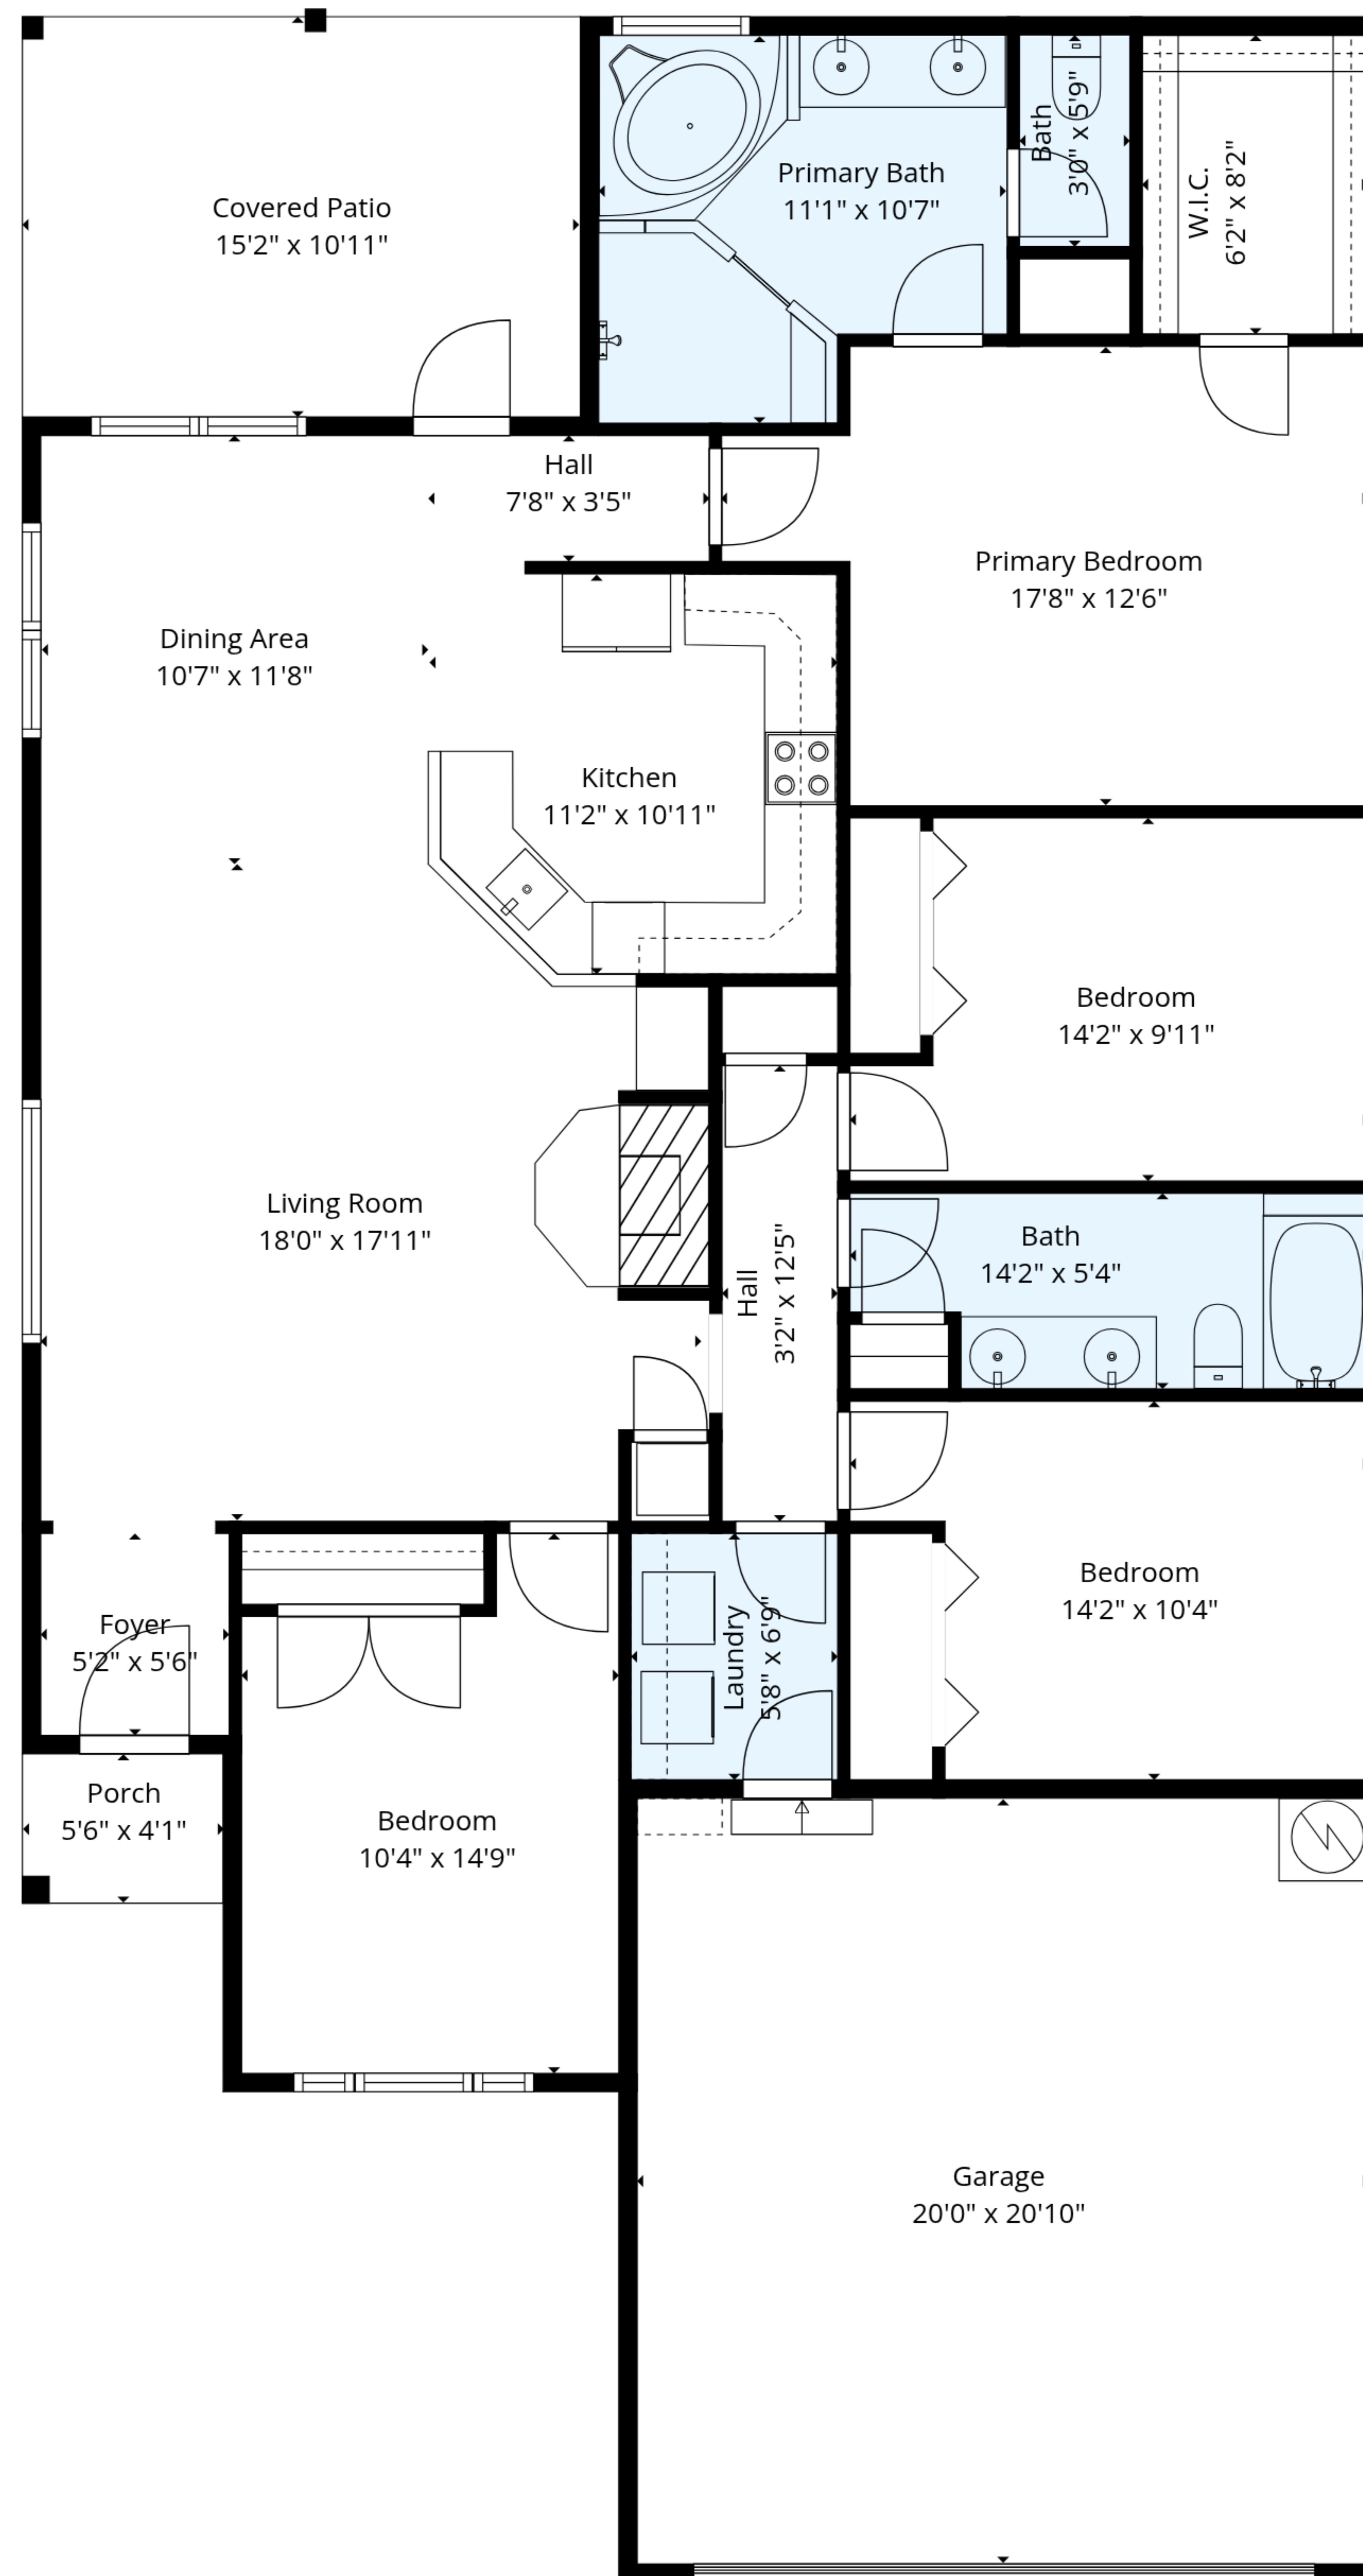 Covered Patio
15'2" x 10'11"
Primary Bath
11'1" x 10'7"
Bath
3'0" x 5'9"
W.I.C.
6'2" x 8'2"
Hall
7'8" x 3'5"
Primary Bedroom
17'8" x 12'6"
Dining Area
10'7" x 11'8"
Kitchen
11'2" x 10'11"
Bedroom
14'2" x 9'11"
Living Room
18'0" x 17'11"
Hall
3'2" x 12'5"
Bath
14'2" x 5'4"
Bedroom
14'2" x 10'4"
Foyer
5'2" x 5'6"
Laundry
5'8" x 6'9"
Porch
5'6" x 4'1"
Bedroom
10'4" x 14'9"
Garage
20'0" x 20'10"